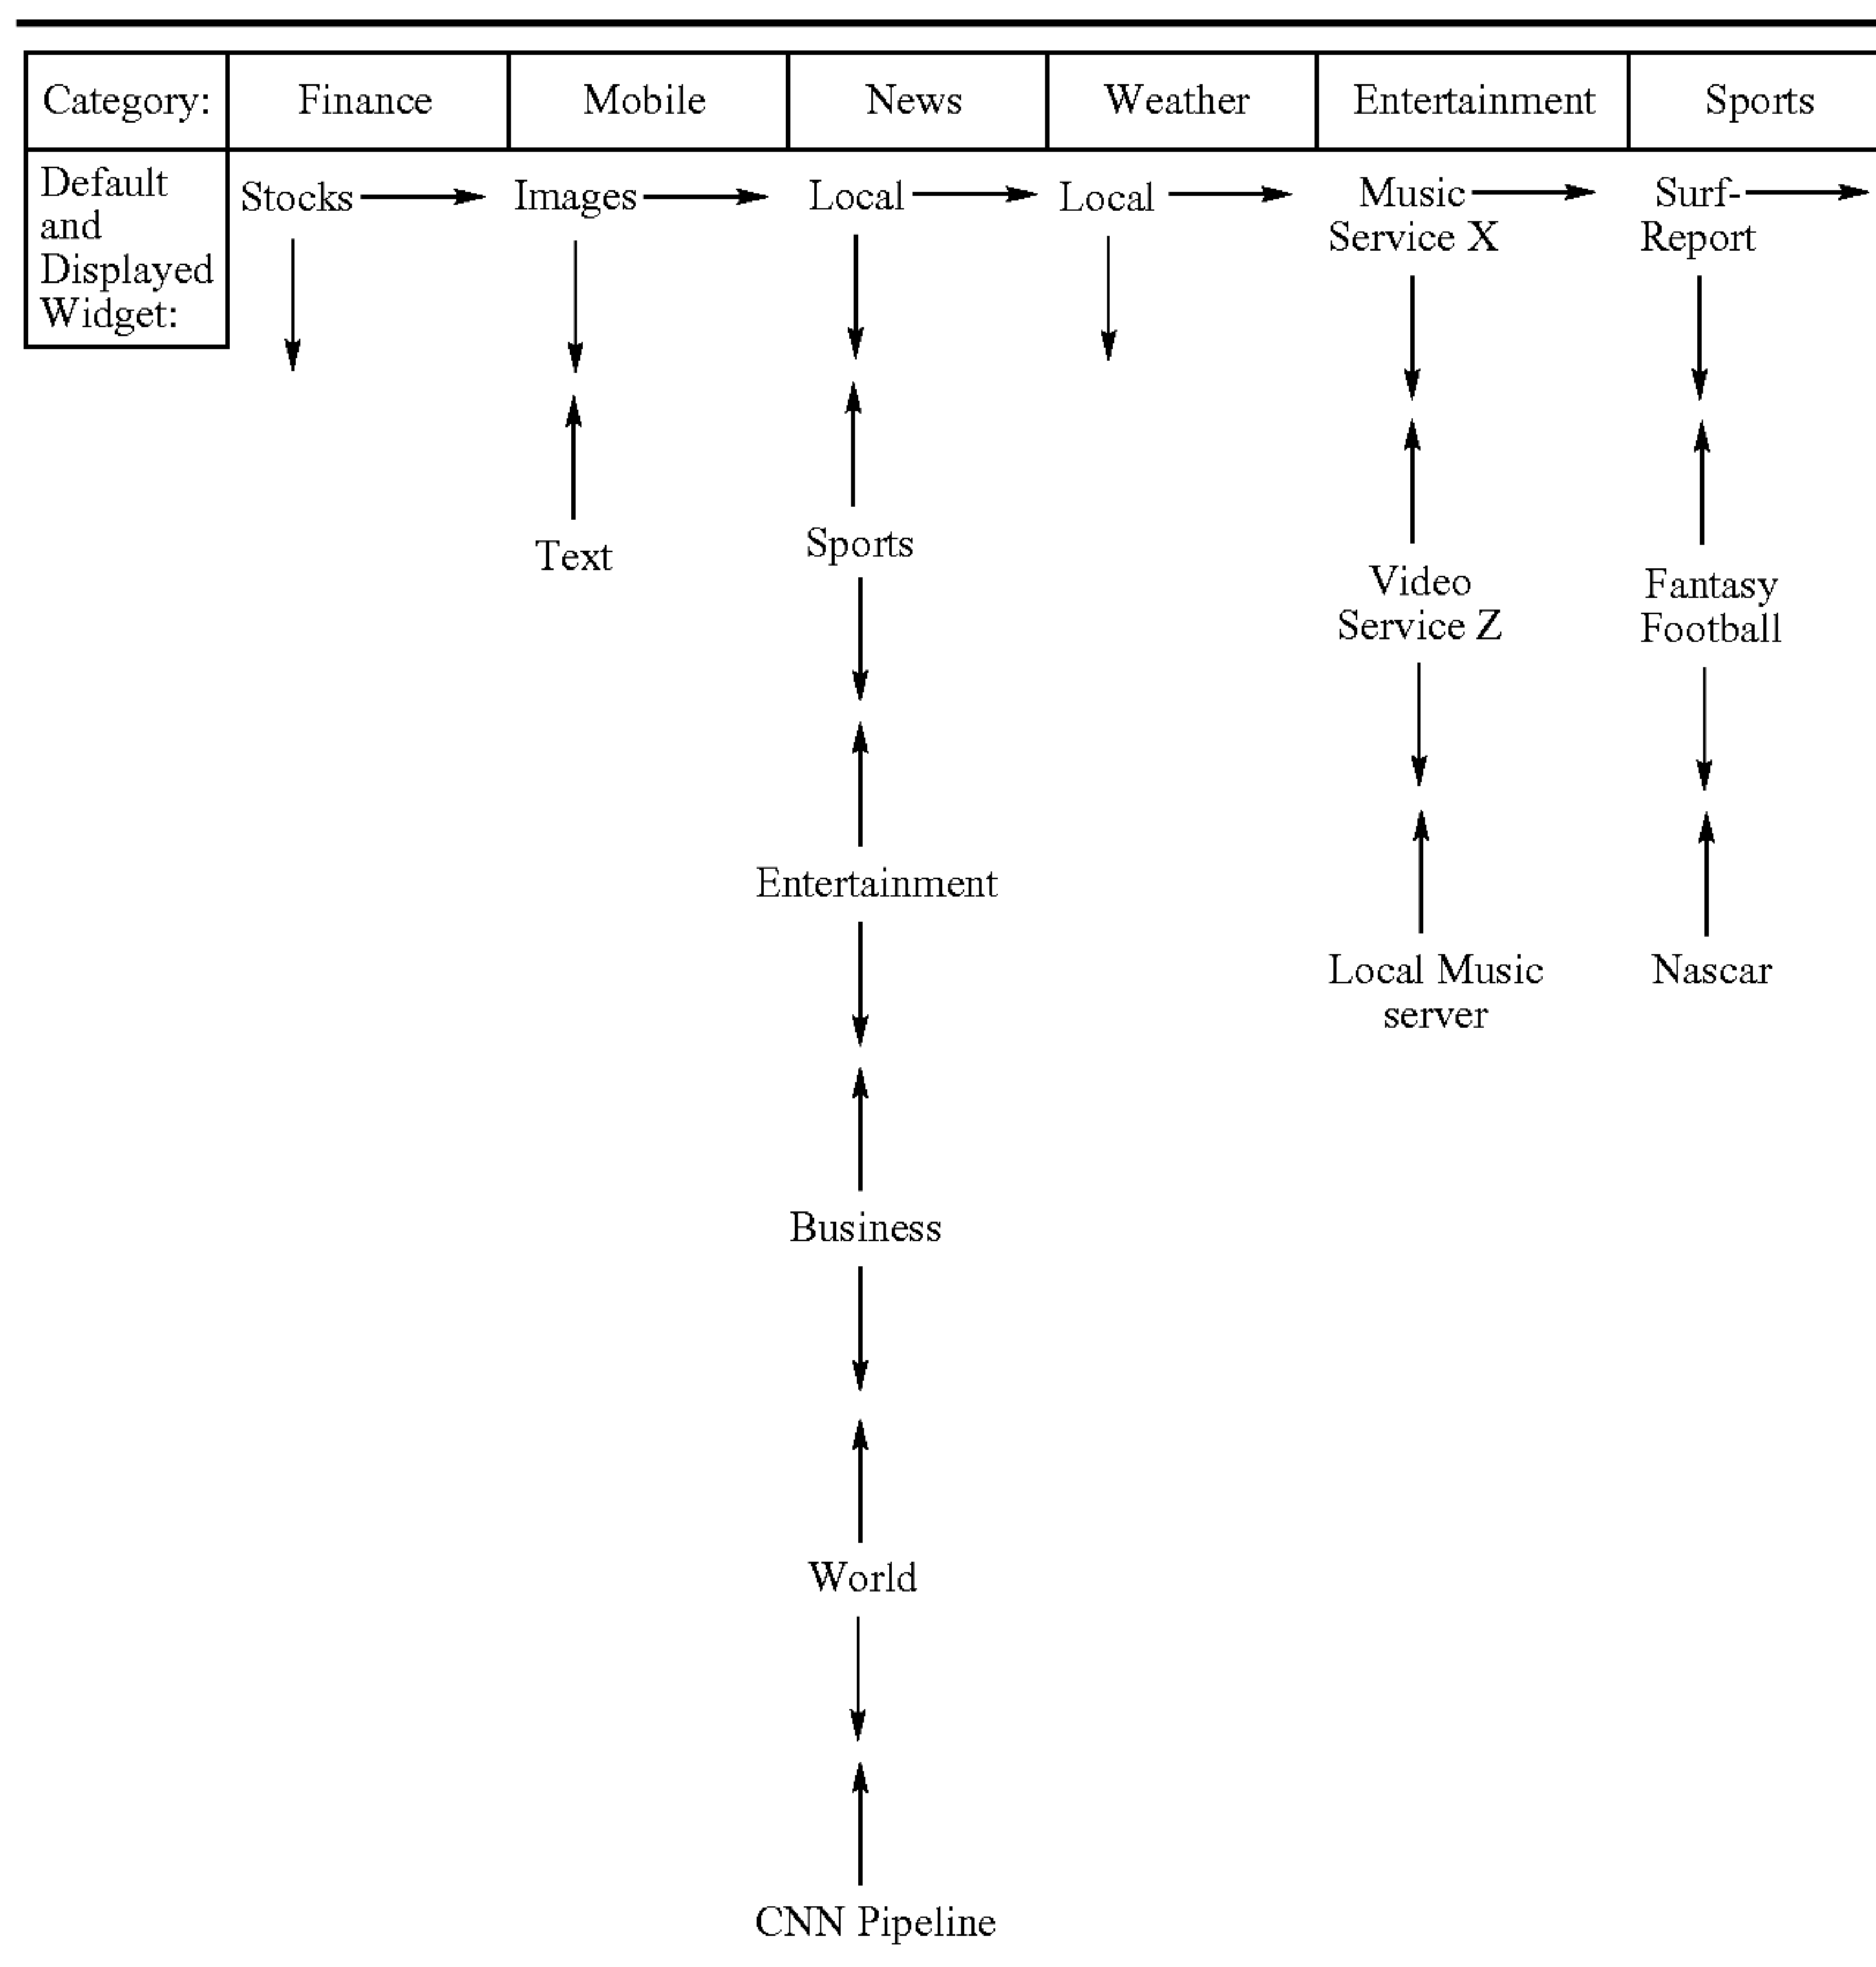 Category: Finance Mobile News Weather Entertainment Sports
Default
and
Displayed
Widget:
Stocks Images Local Local Music
Service X
Surf-
Report
Text
Sports
Video
Service Z
Fantasy
Football
Entertainment
Local Music
server
Nascar
Business
World
CNN Pipeline